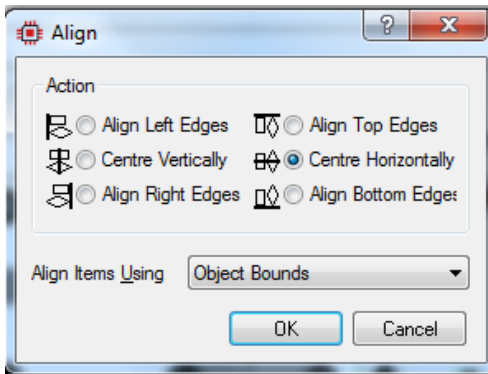 Align
?
X
Action
Align Left Edges
Align Top Edges
Centre Vertically
Centre Horizontally
Align Right Edges
Align Bottom Edges
Align Items Using
Object Bounds
OK
Cancel